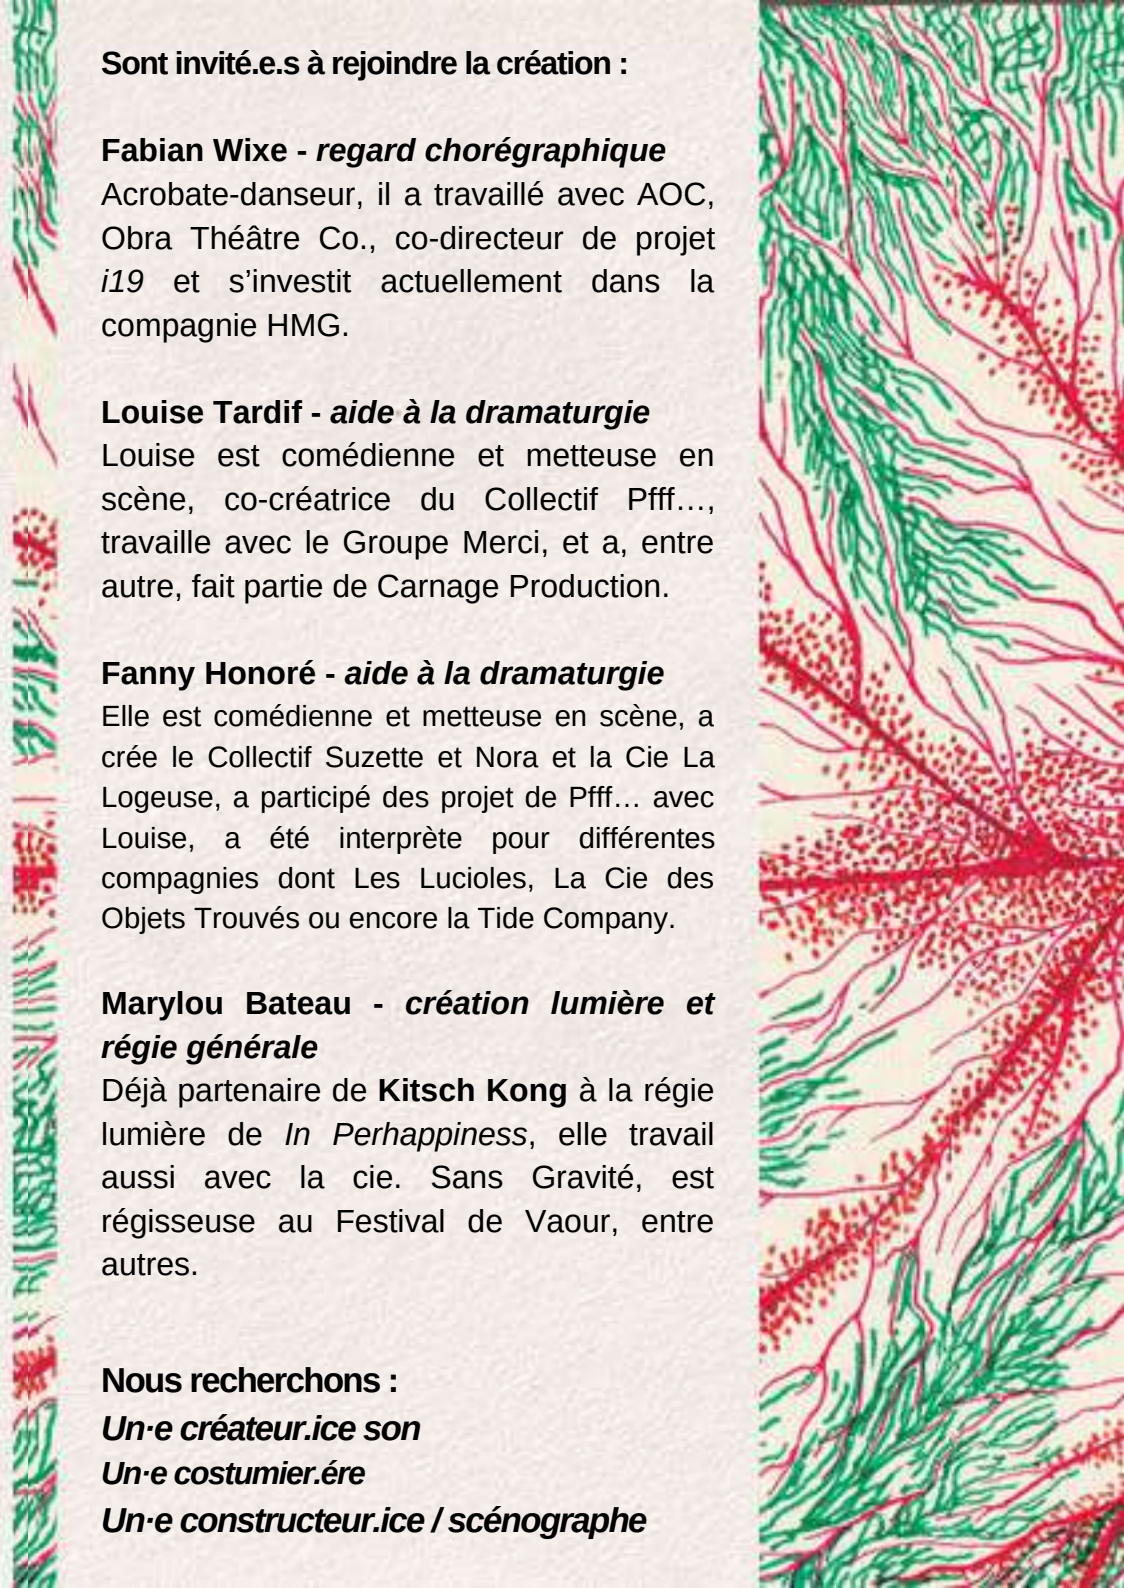 Sont invité.e.s à rejoindre la création :
Fabian Wixe - regard chorégraphique
Acrobate-danseur, il a travaillé avec AOC,
Obra Théâtre Co., co-directeur de projet
i19 et s’investit actuellement dans la
compagnie HMG.
Louise Tardif - aide à la dramaturgie
Louise est comédienne et metteuse en
scène, co-créatrice du Collectif Pfff…,
travaille avec le Groupe Merci, et a, entre
autre, fait partie de Carnage Production.
Fanny Honoré - aide à la dramaturgie
Elle est comédienne et metteuse en scène, a
crée le Collectif Suzette et Nora et la Cie La
Logeuse, a participé des projet de Pfff… avec
Louise, a été interprète pour différentes
compagnies dont Les Lucioles, La Cie des
Objets Trouvés ou encore la Tide Company.
Marylou Bateau - création lumière et
régie générale
Déjà partenaire de Kitsch Kong à la régie
lumière de In Perhappiness, elle travail
aussi avec la cie. Sans Gravité, est
régisseuse au Festival de Vaour, entre
autres.
Nous recherchons :
Un·e créateur.ice son
Un·e costumier.ére
Un·e constructeur.ice / scénographe